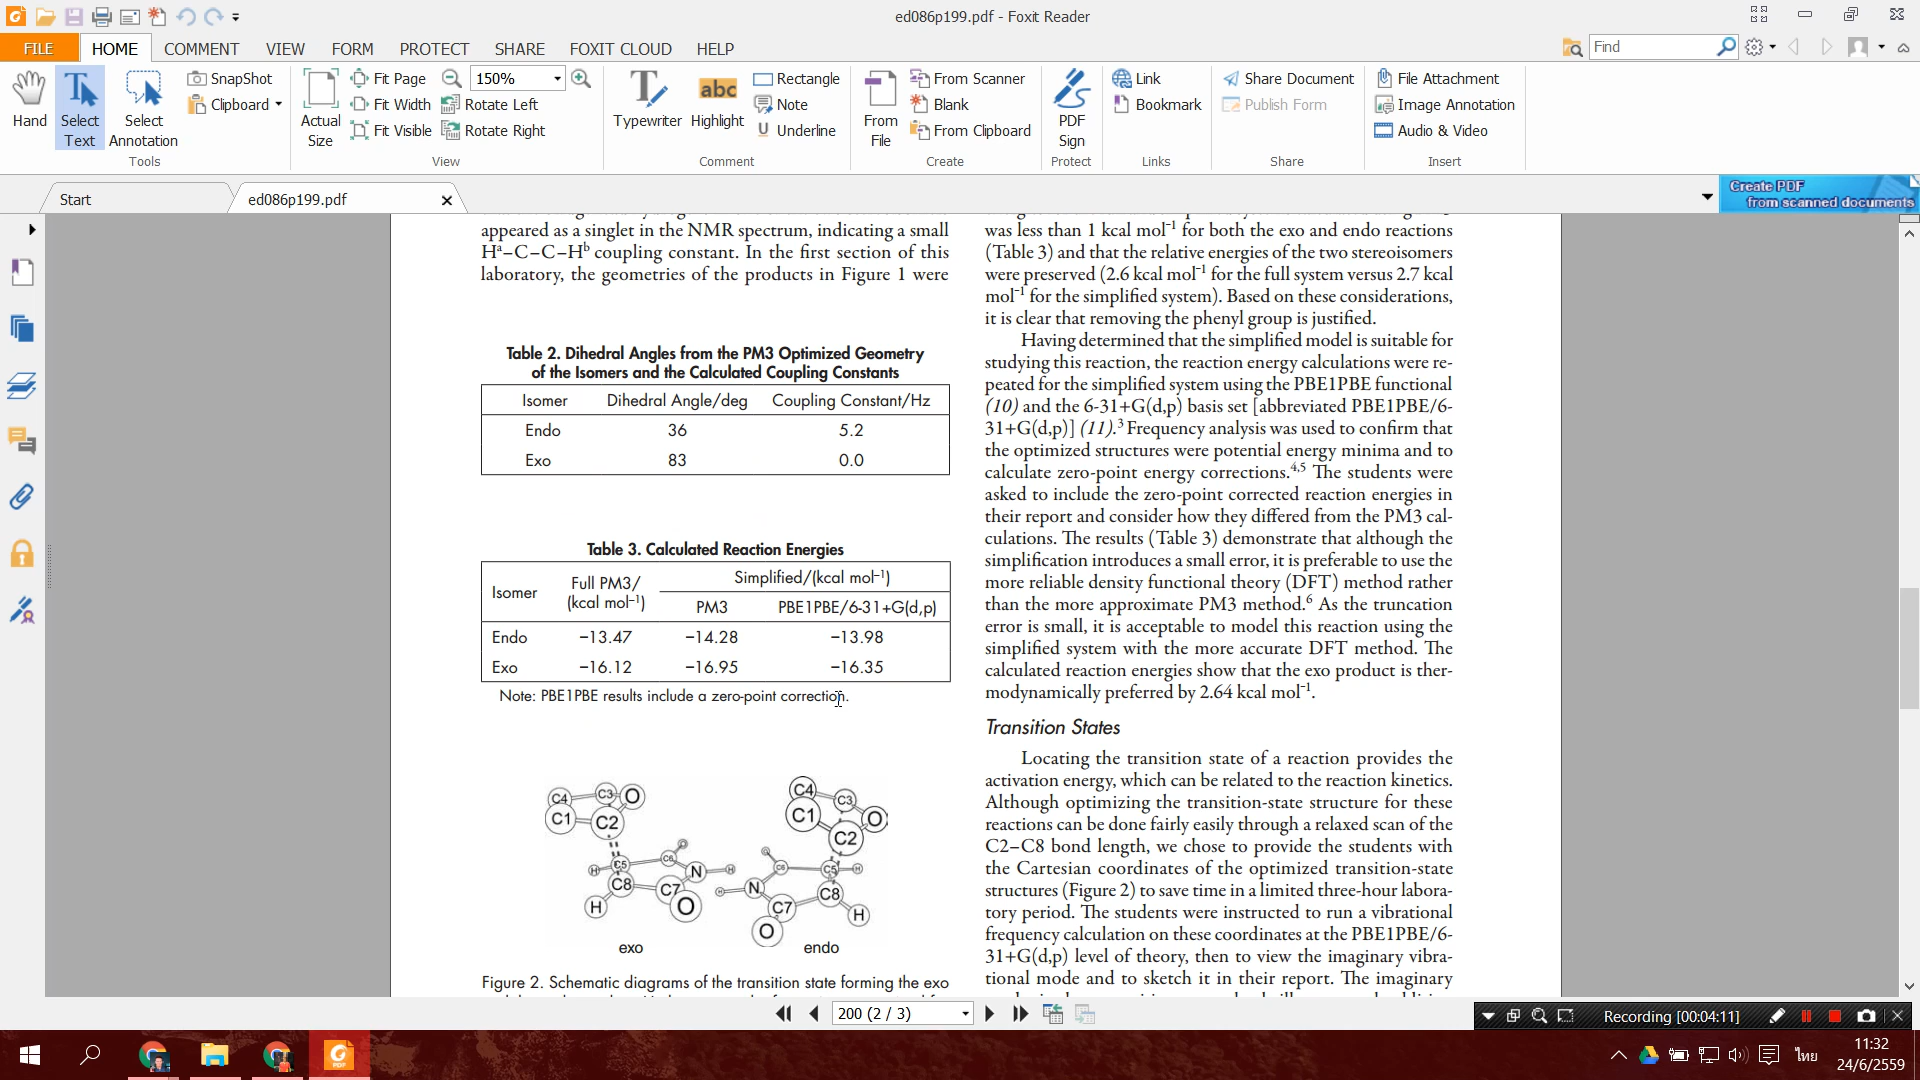 ed086p199.pdf - Foxit Reader
FILE HOME COMMENT VIEW FORM PROTECT SHARE FOXIT CLOUD HELP
Find
Hand
Select Text
Select Annotation
SnapShot
Clipboard
Tools
Actual Size
Fit Page
Fit Width
Fit Visible
150%
Rotate Left
Rotate Right
View
Typewriter
abc
Highlight
Rectangle
Note
Underline
Comment
From File
From Scanner
Blank
From Clipboard
Create
PDF Sign
Protect
Link
Bookmark
Links
Share Document
Publish Form
Share
File Attachment
Image Annotation
Audio & Video
Insert
Start
ed086p199.pdf
Create PDF
from scanned documents
appeared as a singlet in the NMR spectrum, indicating a small
Hᵃ–C–C–Hᵇ coupling constant. In the first section of this
laboratory, the geometries of the products in Figure 1 were
Table 2. Dihedral Angles from the PM3 Optimized Geometry
of the Isomers and the Calculated Coupling Constants
Isomer Dihedral Angle/deg Coupling Constant/Hz
Endo 36 5.2
Exo 83 0.0
Table 3. Calculated Reaction Energies
Isomer Full PM3/(kcal mol⁻¹) Simplified/(kcal mol⁻¹)
PM3 PBE1PBE/6-31+G(d,p)
Endo −13.47 −14.28 −13.98
Exo −16.12 −16.95 −16.35
Note: PBE1PBE results include a zero-point correction.
C4 C3 O C1 C2 H C5 C6 N H C8 C7 H O
exo
C4 C3 C1 O C2 C6 C5 H H N C8 C7 H O
endo
Figure 2. Schematic diagrams of the transition state forming the exo
was less than 1 kcal mol⁻¹ for both the exo and endo reactions
(Table 3) and that the relative energies of the two stereoisomers
were preserved (2.6 kcal mol⁻¹ for the full system versus 2.7 kcal
mol⁻¹ for the simplified system). Based on these considerations,
it is clear that removing the phenyl group is justified.
Having determined that the simplified model is suitable for
studying this reaction, the reaction energy calculations were re-
peated for the simplified system using the PBE1PBE functional
(10) and the 6-31+G(d,p) basis set [abbreviated PBE1PBE/6-
31+G(d,p)] (11).³ Frequency analysis was used to confirm that
the optimized structures were potential energy minima and to
calculate zero-point energy corrections.⁴,⁵ The students were
asked to include the zero-point corrected reaction energies in
their report and consider how they differed from the PM3 cal-
culations. The results (Table 3) demonstrate that although the
simplification introduces a small error, it is preferable to use the
more reliable density functional theory (DFT) method rather
than the more approximate PM3 method.⁶ As the truncation
error is small, it is acceptable to model this reaction using the
simplified system with the more accurate DFT method. The
calculated reaction energies show that the exo product is ther-
modynamically preferred by 2.64 kcal mol⁻¹.
Transition States
Locating the transition state of a reaction provides the
activation energy, which can be related to the reaction kinetics.
Although optimizing the transition-state structure for these
reactions can be done fairly easily through a relaxed scan of the
C2–C8 bond length, we chose to provide the students with
the Cartesian coordinates of the optimized transition-state
structures (Figure 2) to save time in a limited three-hour labora-
tory period. The students were instructed to run a vibrational
frequency calculation on these coordinates at the PBE1PBE/6-
31+G(d,p) level of theory, then to view the imaginary vibra-
tional mode and to sketch it in their report. The imaginary
200 (2 / 3)
Recording [00:04:11]
ไทย
11:32
24/6/2559